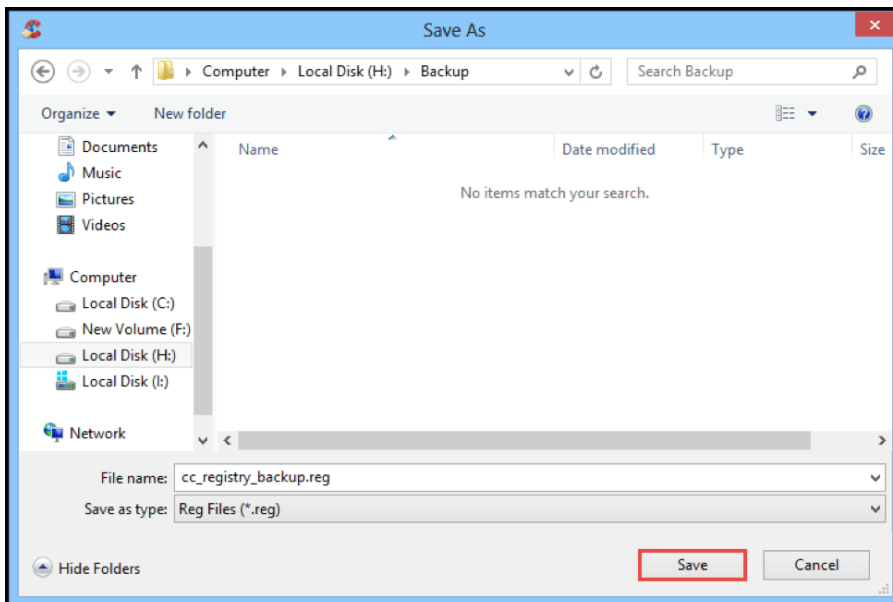 Save As
Computer Local Disk (H:) Backup Search Backup
Organize New folder
Name Date modified Type Size
No items match your search.
Documents
Music
Pictures
Videos
Computer
Local Disk (C:)
New Volume (F:)
Local Disk (H:)
Local Disk (I:)
Network
File name: cc_registry_backup.reg
Save as type: Reg Files (*.reg)
Hide Folders Save Cancel